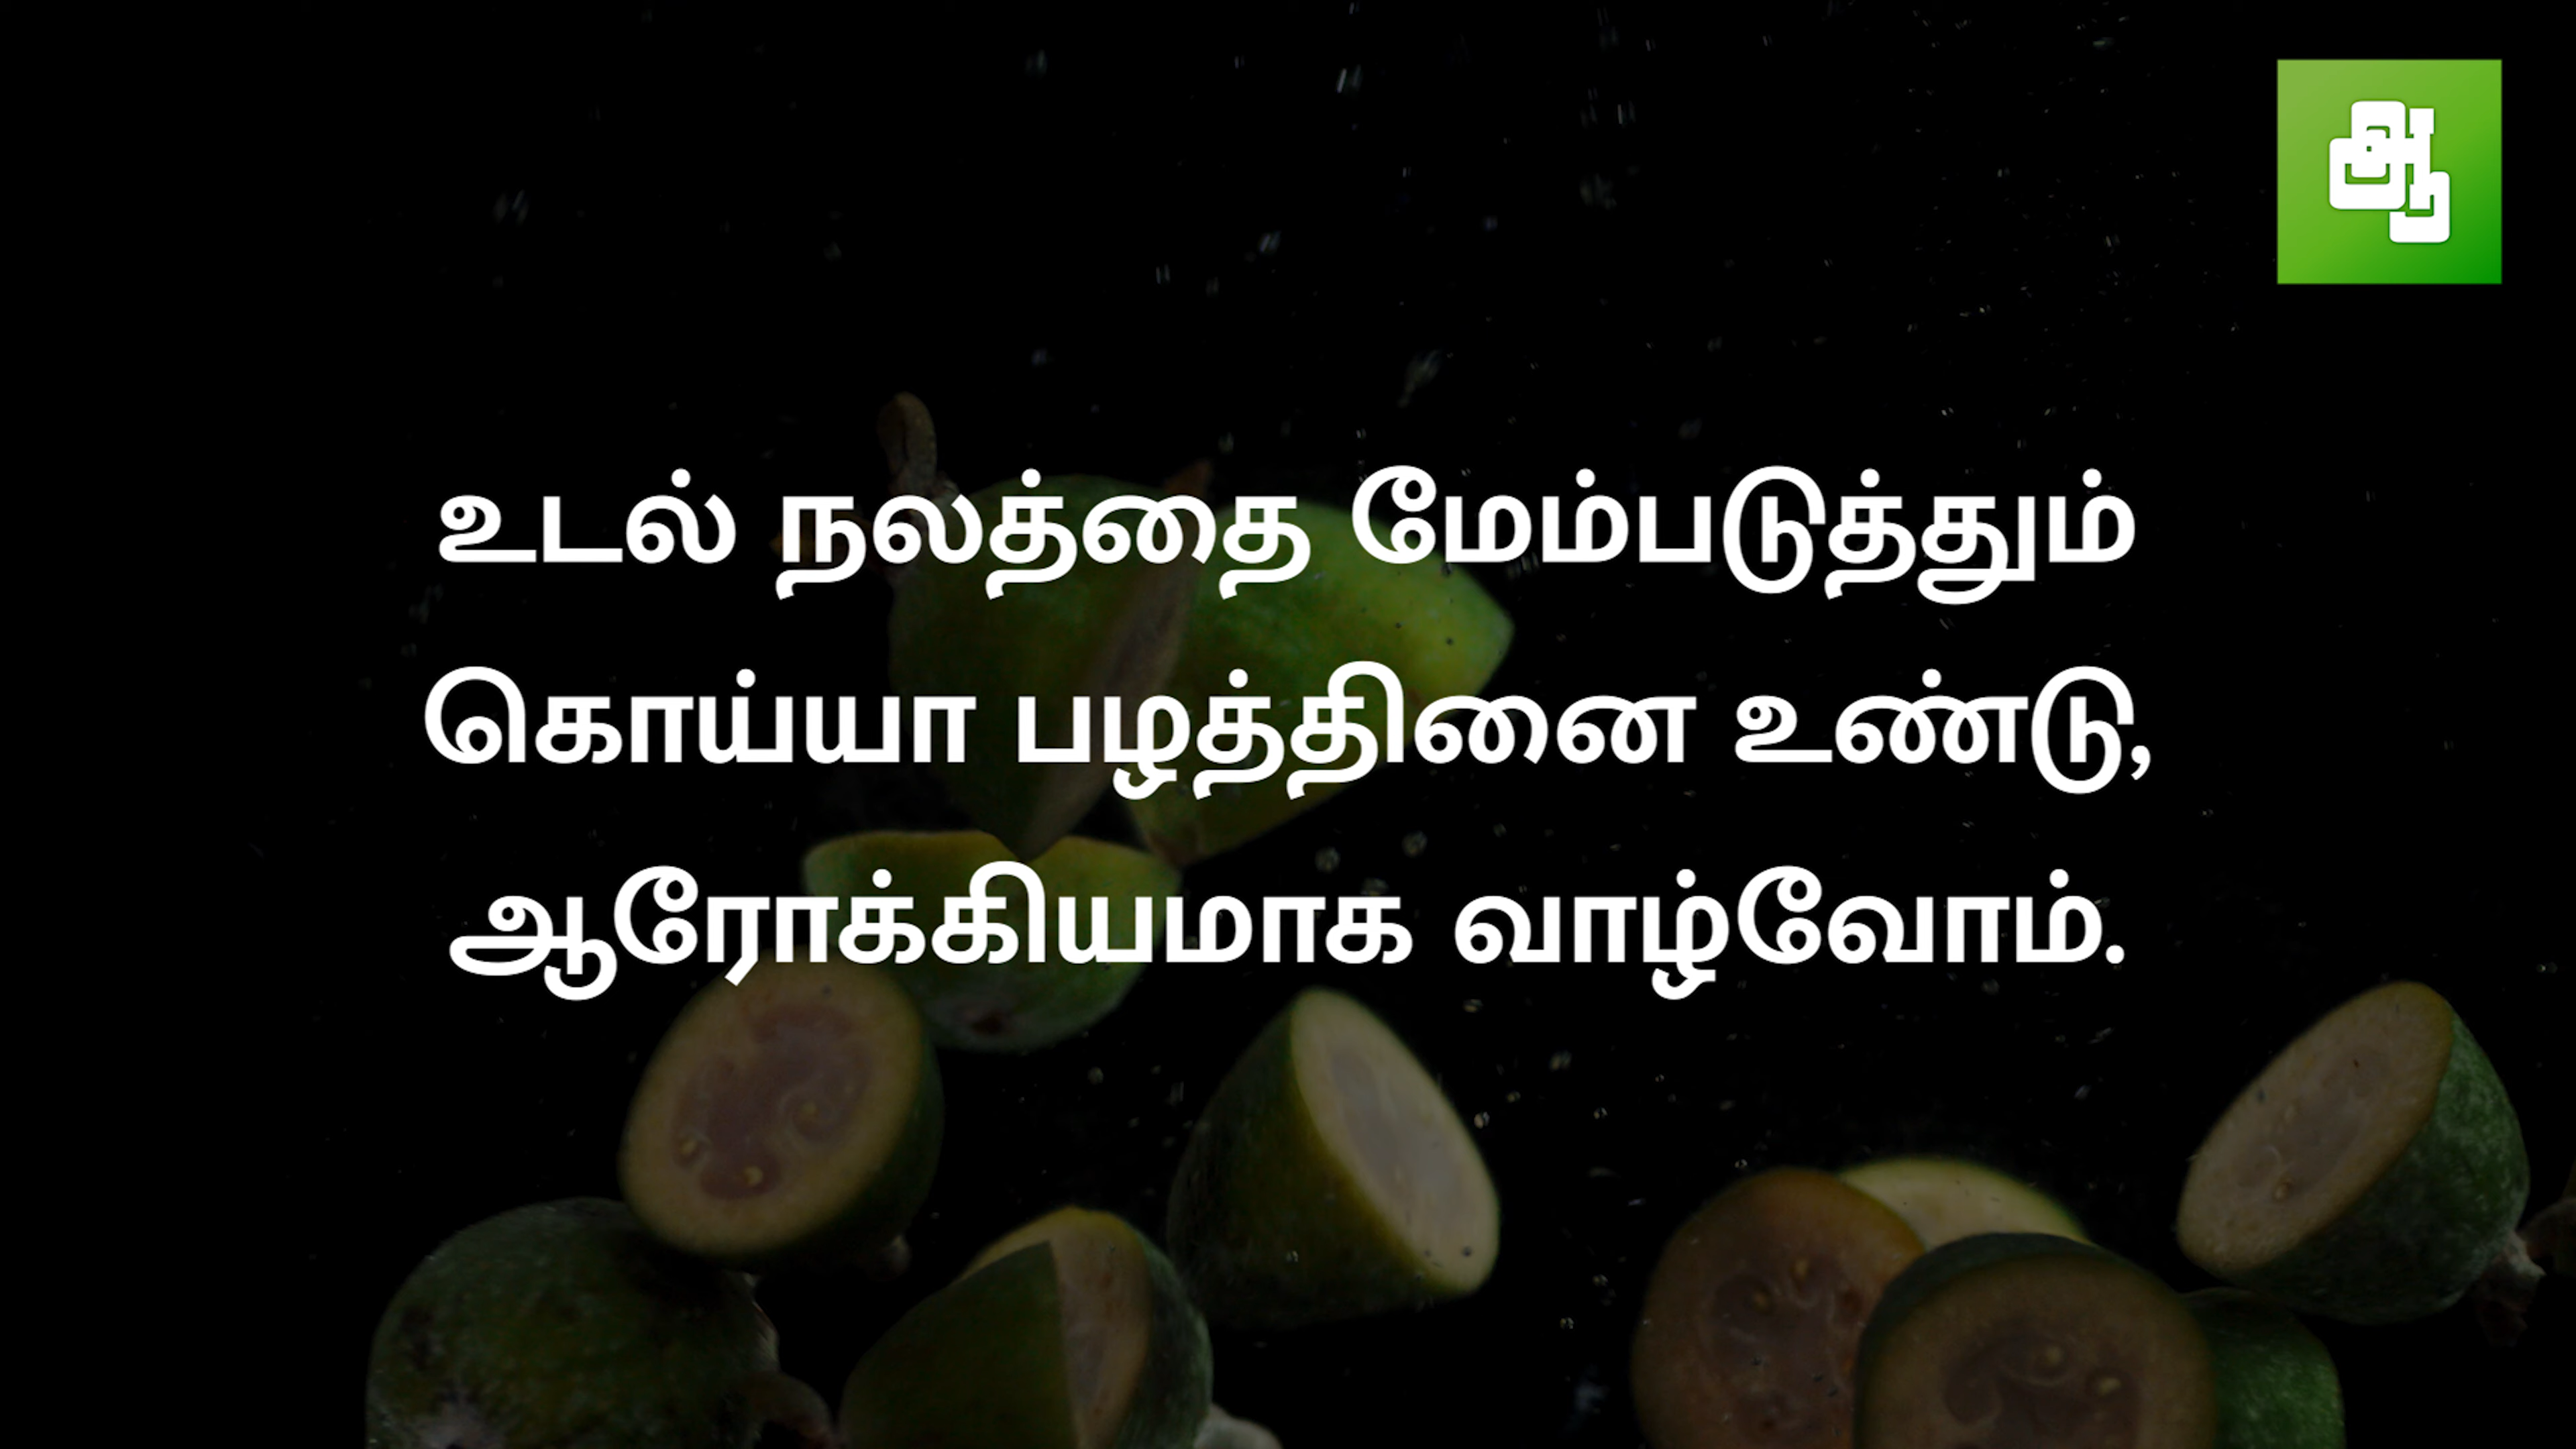 ஆ
உடல் நலத்தை மேம்படுத்தும்
கொய்யா பழத்தினை உண்டு,
ஆரோக்கியமாக வாழ்வோம்.